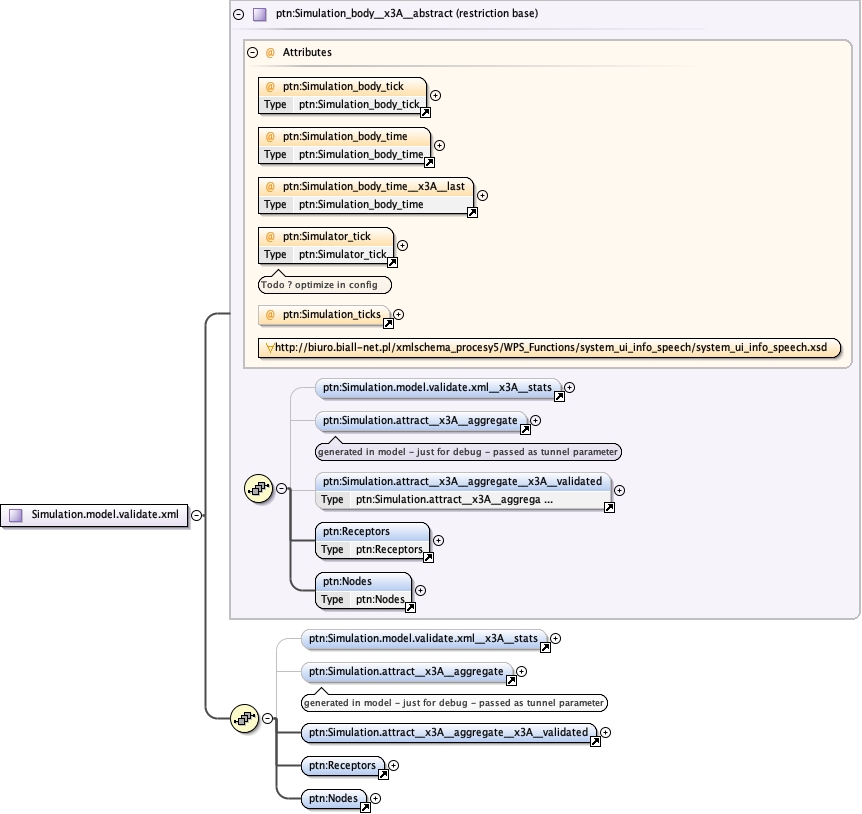 ptn:Simulation_body__x3A__abstract (restriction base)
@ Attributes
@ ptn:Simulation_body_tick
Type ptn:Simulation_body_tick
@ ptn:Simulation_body_time
Type ptn:Simulation_body_time
@ ptn:Simulation_body_time__x3A__last
Type ptn:Simulation_body_time
@ ptn:Simulator_tick
Type ptn:Simulator_tick
Todo ? optimize in config
@ ptn:Simulation_ticks
http://biuro.biall-net.pl/xmlschema_procesy5/WPS_Functions/system_ui_info_speech/system_ui_info_speech.xsd
ptn:Simulation.model.validate.xml__x3A__stats
ptn:Simulation.attract__x3A__aggregate
generated in model - just for debug - passed as tunnel parameter
ptn:Simulation.attract__x3A__aggregate__x3A__validated
Type ptn:Simulation.attract__x3A__aggrega ...
Simulation.model.validate.xml
ptn:Receptors
Type ptn:Receptors
ptn:Nodes
Type ptn:Nodes
ptn:Simulation.model.validate.xml__x3A__stats
ptn:Simulation.attract__x3A__aggregate
generated in model - just for debug - passed as tunnel parameter
ptn:Simulation.attract__x3A__aggregate__x3A__validated
ptn:Receptors
ptn:Nodes